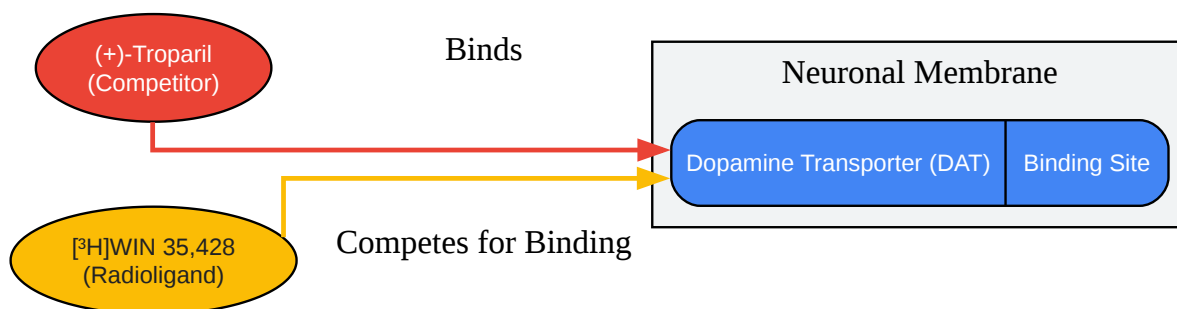 (+)-Troparil
(Competitor)
Binds
Neuronal Membrane
Dopamine Transporter (DAT)
Binding Site
[³H]WIN 35,428
(Radioligand)
Competes for Binding